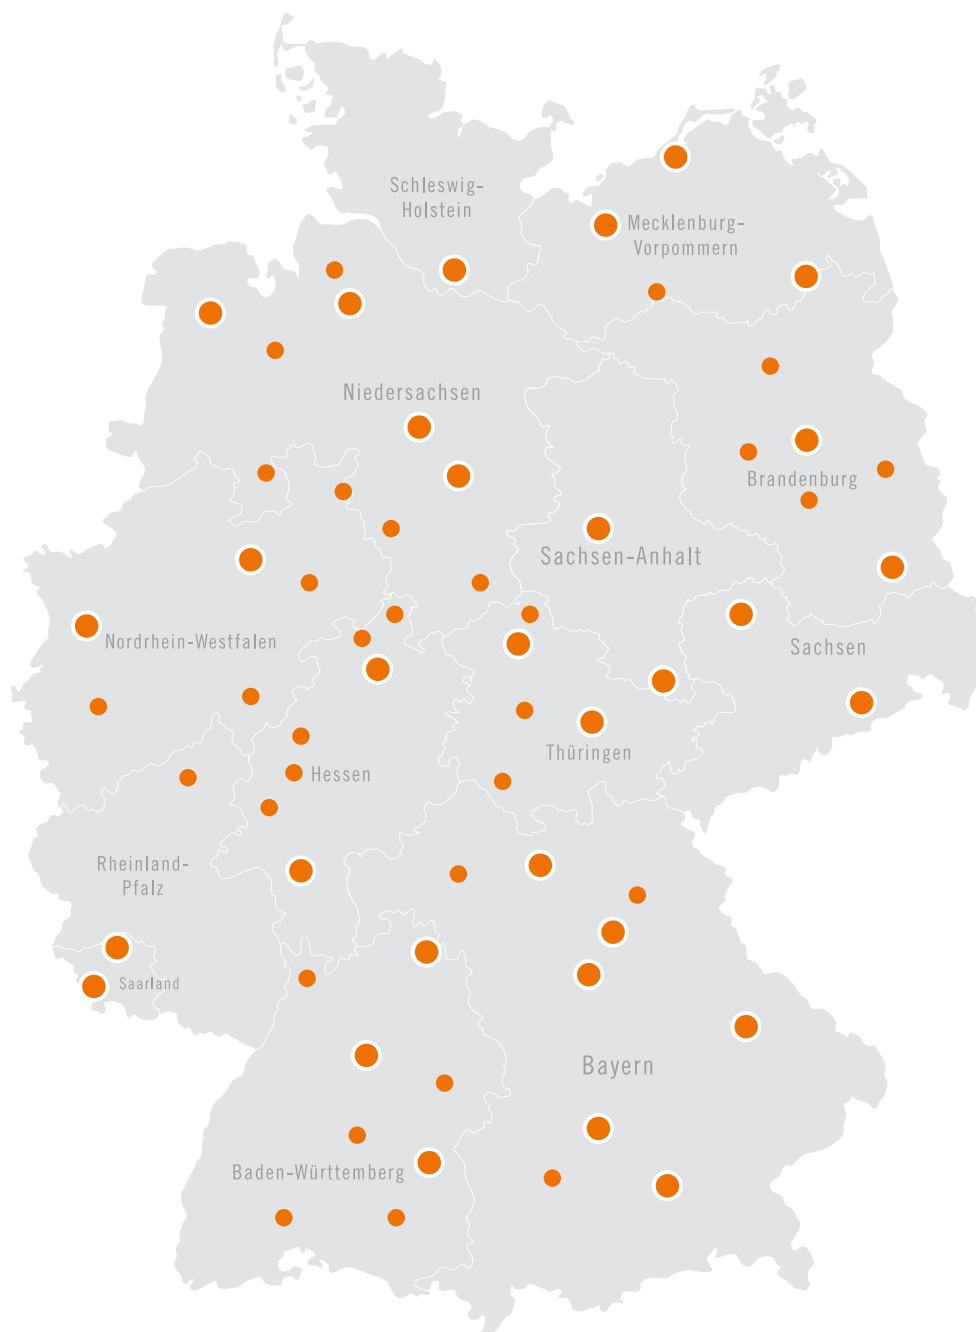 Schleswig-
Holstein
Mecklenburg-
Vorpommern
Niedersachsen
Brandenburg
Sachsen-Anhalt
Nordrhein-Westfalen
Sachsen
Thüringen
Hessen
Rheinland-
Pfalz
Saarland
Bayern
Baden-Württemberg